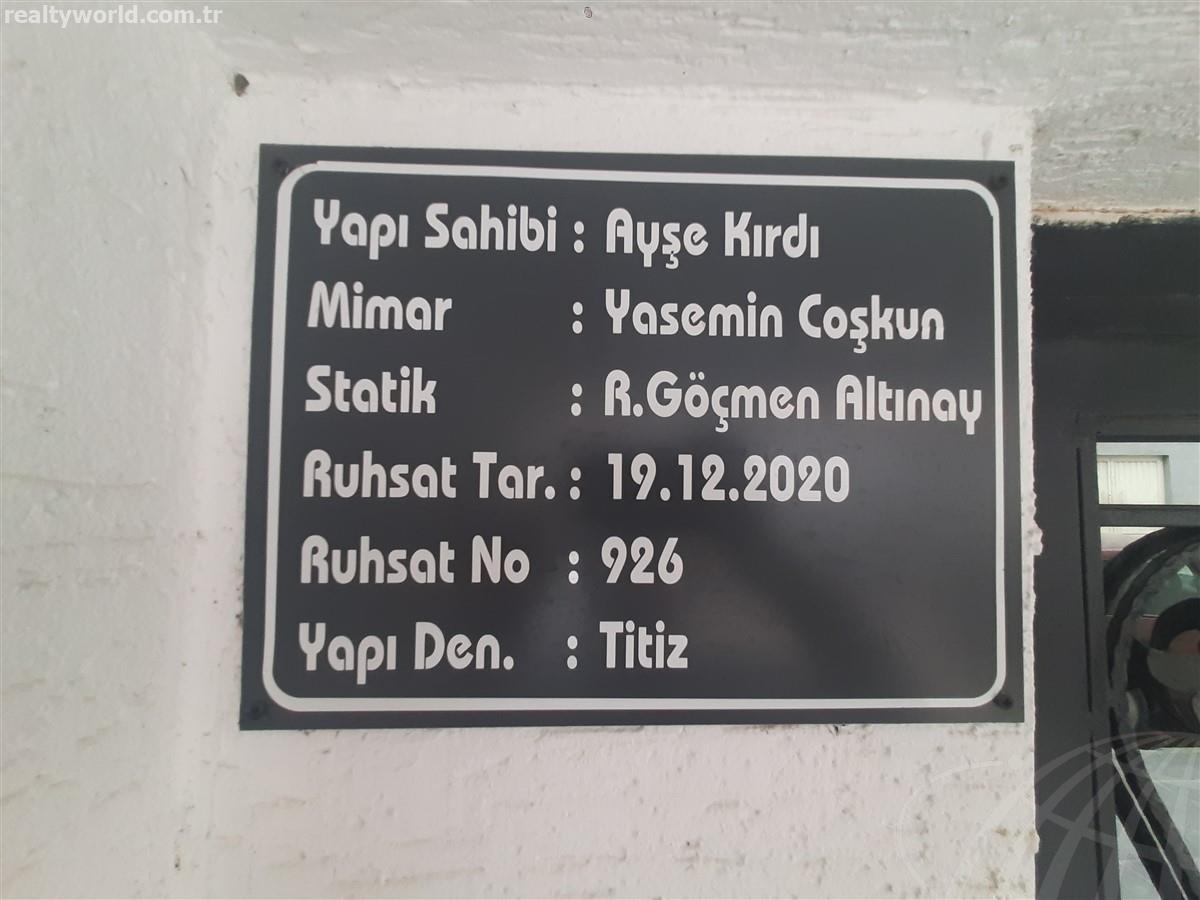 realtyworld.com.tr
Yapı Sahibi : Ayşe Kırdı
Mimar : Yasemin Coşkun
Statik : R.Göçmen Altınay
Ruhsat Tar. : 19.12.2020
Ruhsat No : 926
Yapı Den. : Titiz